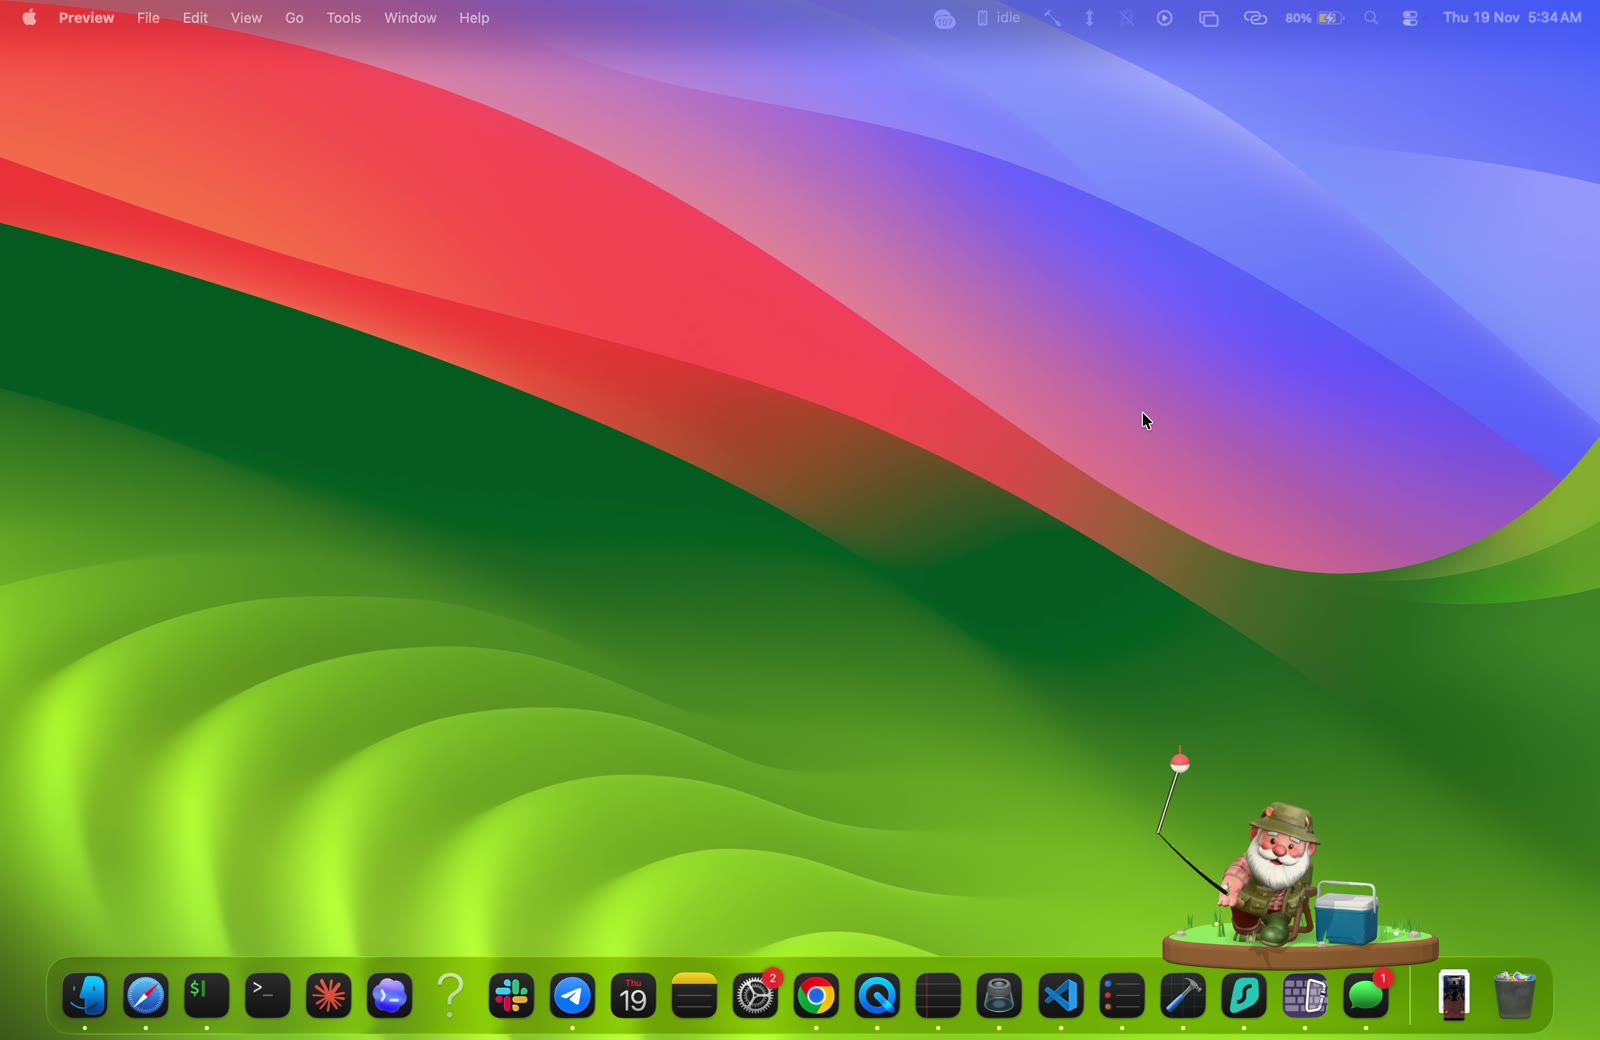 Preview File Edit View Go Tools Window Help 107 idle 80% Thu 19 Nov 5:34 AM
$ >_ >_ ? Thu 19 2 1